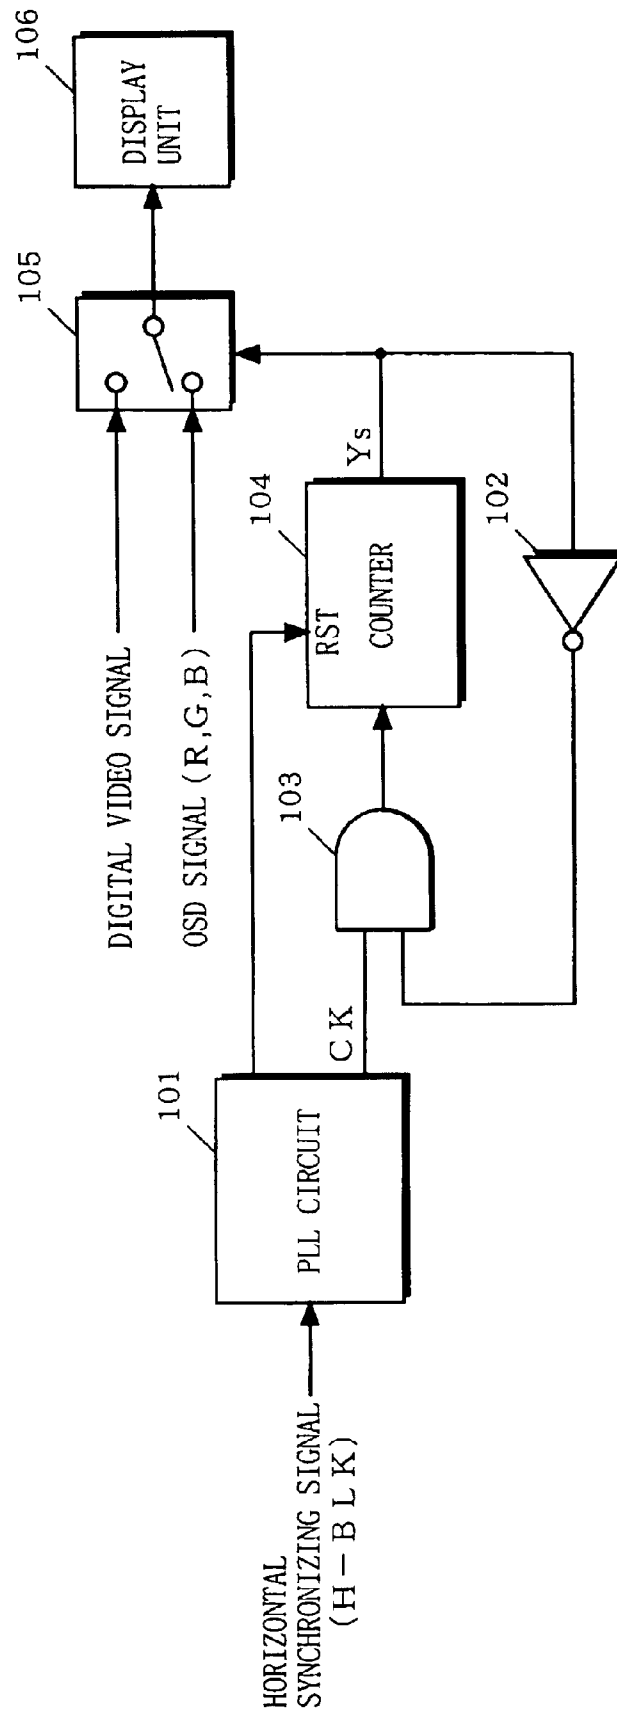 HORIZONTAL
SYNCHRONIZING SIGNAL
(H-BLK)
101
PLL CIRCUIT
CK
103
DIGITAL VIDEO SIGNAL
OSD SIGNAL (R,G,B)
104
RST
COUNTER
Ys
102
105
106
DISPLAY
UNIT